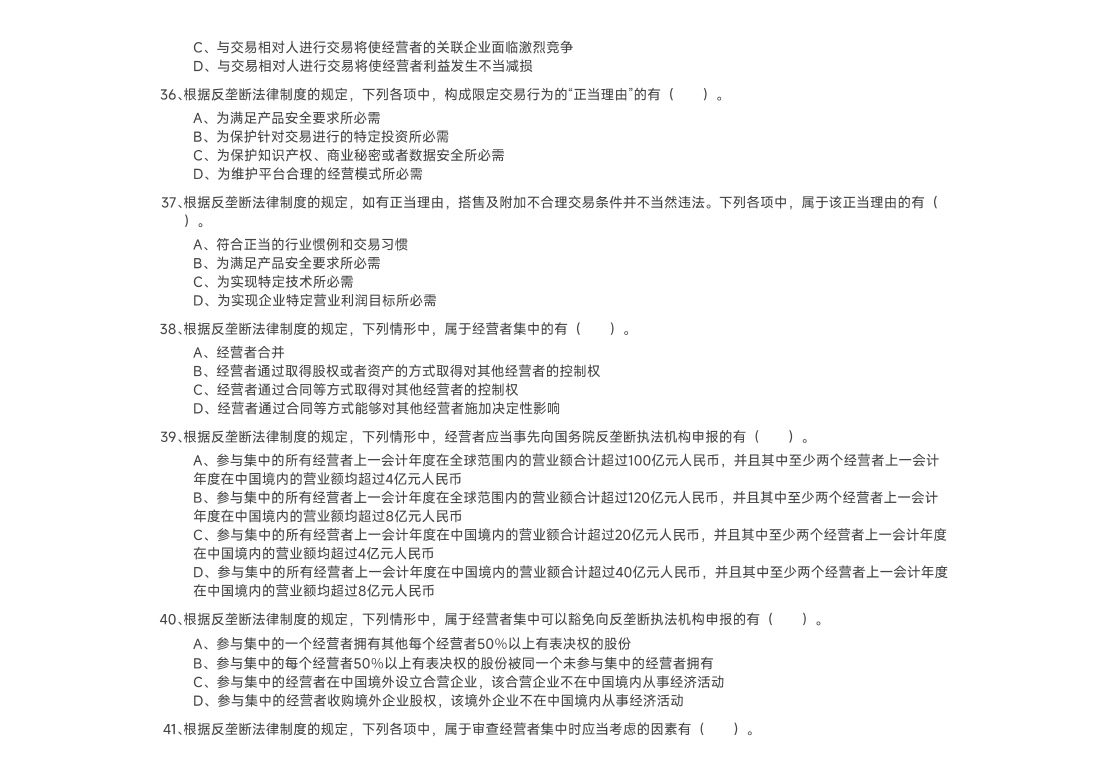 C、与交易相对人进行交易将使经营者的关联企业面临激烈竞争
D、与交易相对人进行交易将使经营者利益发生不当减损
36、根据反垄断法律制度的规定，下列各项中，构成限定交易行为的“正当理由”的有（　　）。
A、为满足产品安全要求所必需
B、为保护针对交易进行的特定投资所必需
C、为保护知识产权、商业秘密或者数据安全所必需
D、为维护平台合理的经营模式所必需
37、根据反垄断法律制度的规定，如有正当理由，搭售及附加不合理交易条件并不当然违法。下列各项中，属于该正当理由的有（
）。
A、符合正当的行业惯例和交易习惯
B、为满足产品安全要求所必需
C、为实现特定技术所必需
D、为实现企业特定营业利润目标所必需
38、根据反垄断法律制度的规定，下列情形中，属于经营者集中的有（　　）。
A、经营者合并
B、经营者通过取得股权或者资产的方式取得对其他经营者的控制权
C、经营者通过合同等方式取得对其他经营者的控制权
D、经营者通过合同等方式能够对其他经营者施加决定性影响
39、根据反垄断法律制度的规定，下列情形中，经营者应当事先向国务院反垄断执法机构申报的有（　　）。
A、参与集中的所有经营者上一会计年度在全球范围内的营业额合计超过100亿元人民币，并且其中至少两个经营者上一会计
年度在中国境内的营业额均超过4亿元人民币
B、参与集中的所有经营者上一会计年度在全球范围内的营业额合计超过120亿元人民币，并且其中至少两个经营者上一会计
年度在中国境内的营业额均超过8亿元人民币
C、参与集中的所有经营者上一会计年度在中国境内的营业额合计超过20亿元人民币，并且其中至少两个经营者上一会计年度
在中国境内的营业额均超过4亿元人民币
D、参与集中的所有经营者上一会计年度在中国境内的营业额合计超过40亿元人民币，并且其中至少两个经营者上一会计年度
在中国境内的营业额均超过8亿元人民币
40、根据反垄断法律制度的规定，下列情形中，属于经营者集中可以豁免向反垄断执法机构申报的有（　　）。
A、参与集中的一个经营者拥有其他每个经营者50%以上有表决权的股份
B、参与集中的每个经营者50%以上有表决权的股份被同一个未参与集中的经营者拥有
C、参与集中的经营者在中国境外设立合营企业，该合营企业不在中国境内从事经济活动
D、参与集中的经营者收购境外企业股权，该境外企业不在中国境内从事经济活动
41、根据反垄断法律制度的规定，下列各项中，属于审查经营者集中时应当考虑的因素有（　　）。